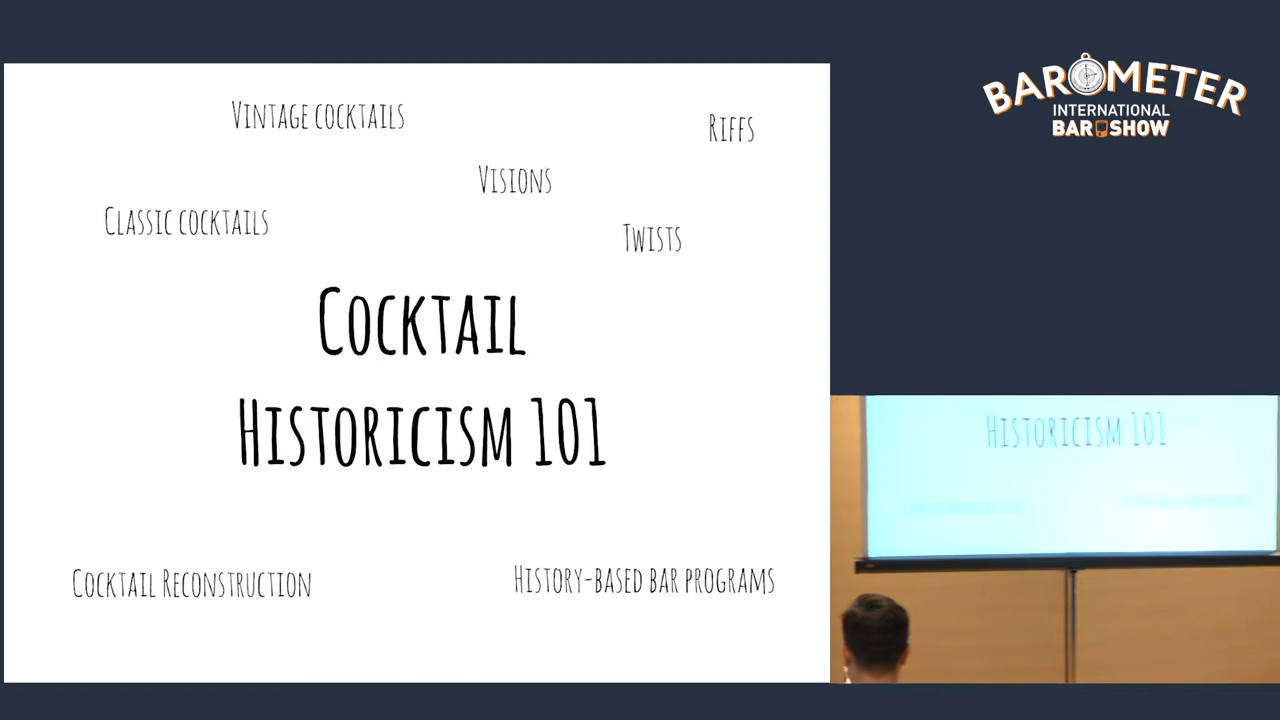 Vintage cocktails
Riffs
Visions
Classic cocktails
Twists
Cocktail
Historicism 101
Cocktail Reconstruction
History-based bar programs
BAROMETER
INTERNATIONAL
BAR SHOW
Historicism 101